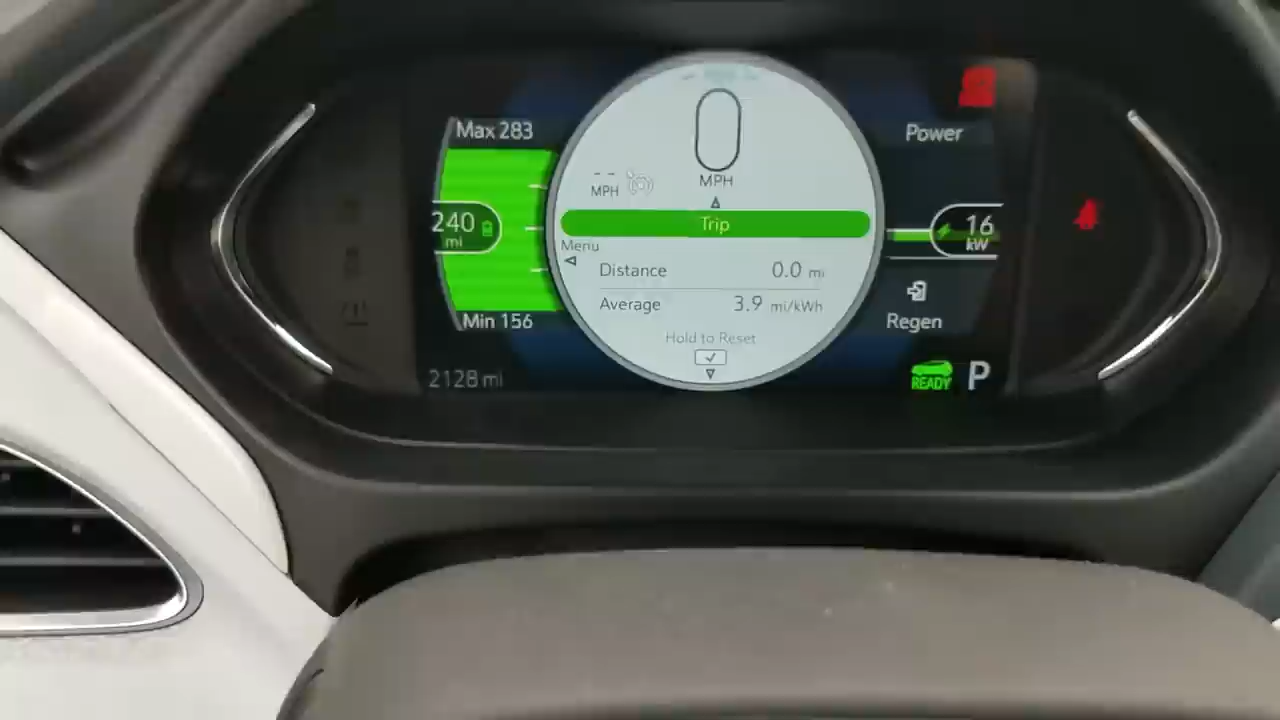 Max 283
240
mi
Min 156
2128 mi
0
MPH
-- MPH
Trip
Menu
Distance 0.0 mi
Average 3.9 mi/kWh
Hold to Reset
Power
16
kW
Regen
READY P